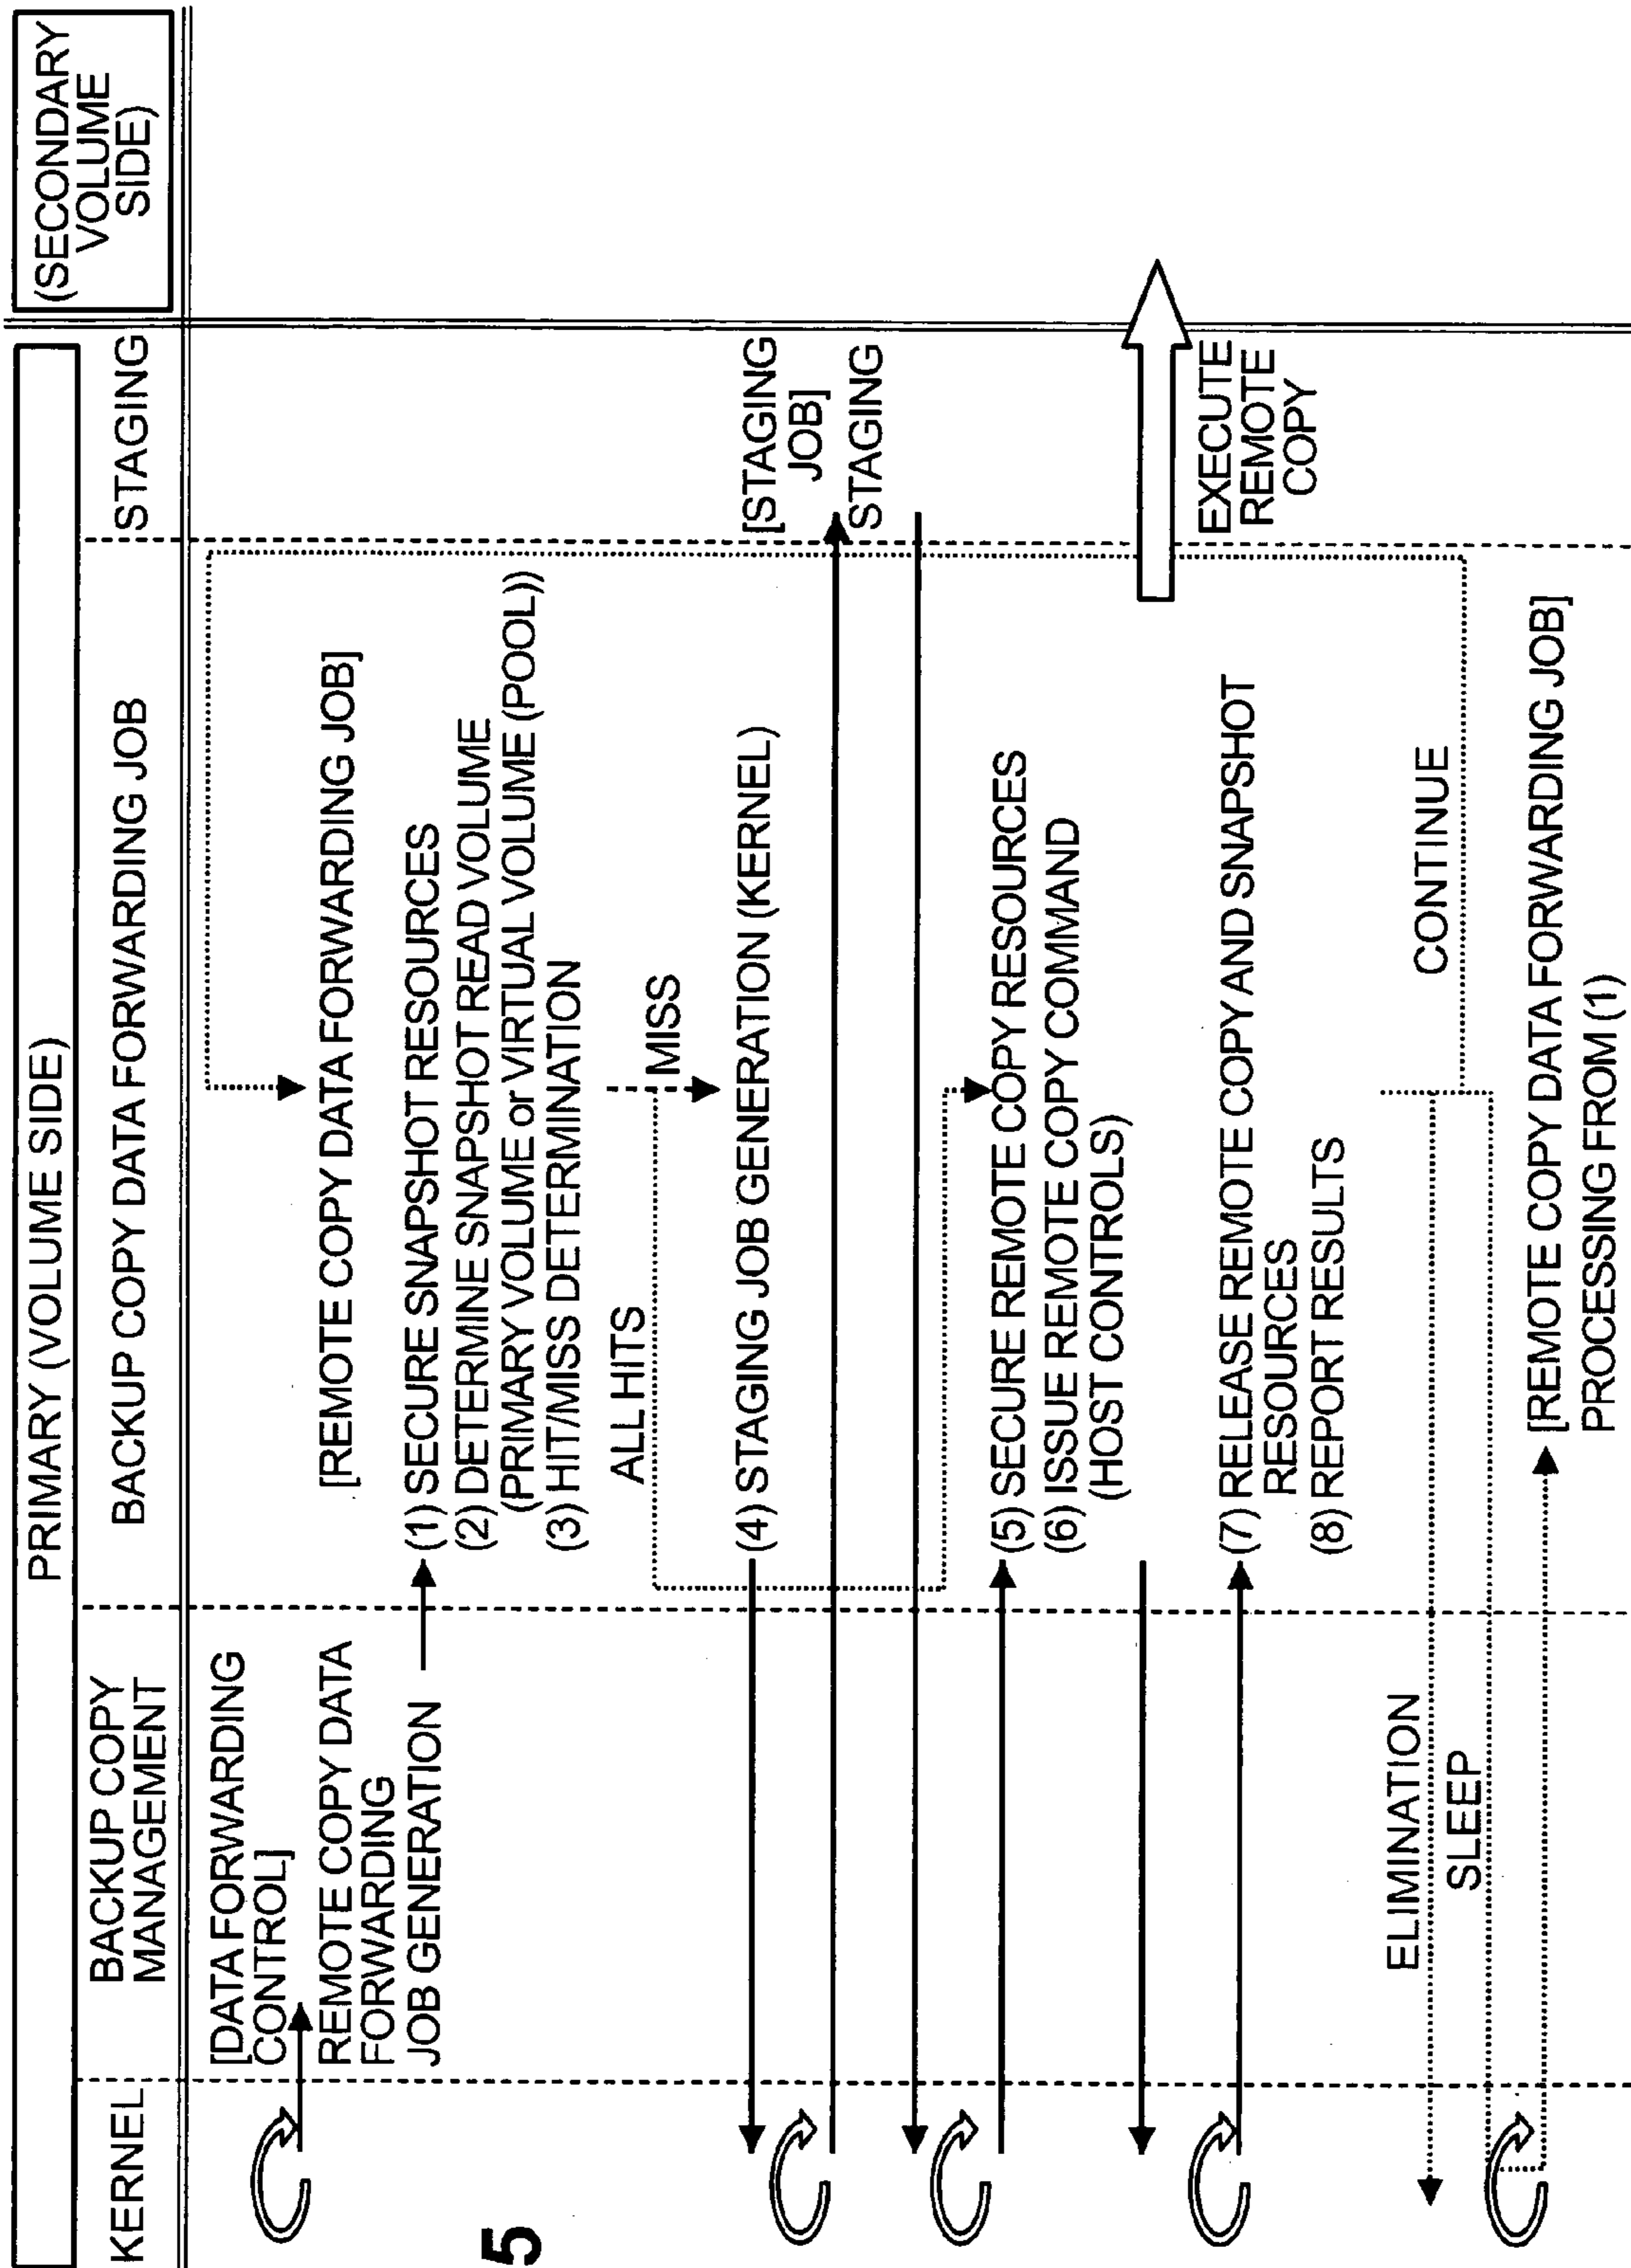 PRIMARY (VOLUME SIDE)
(SECONDARY
VOLUME
SIDE)
KERNEL
BACKUP COPY
MANAGEMENT
BACKUP COPY DATA FORWARDING JOB
STAGING
[DATA FORWARDING
CONTROL]
REMOTE COPY DATA
FORWARDING
JOB GENERATION
[REMOTE COPY DATA FORWARDING JOB]
(1) SECURE SNAPSHOT RESOURCES
(2) DETERMINE SNAPSHOT READ VOLUME
(PRIMARY VOLUME or VIRTUAL VOLUME (POOL))
(3) HIT/MISS DETERMINATION
ALL HITS
MISS
(4) STAGING JOB GENERATION (KERNEL)
[STAGING
JOB]
STAGING
(5) SECURE REMOTE COPY RESOURCES
(6) ISSUE REMOTE COPY COMMAND
(HOST CONTROLS)
EXECUTE
REMOTE
COPY
(7) RELEASE REMOTE COPY AND SNAPSHOT
RESOURCES
(8) REPORT RESULTS
ELIMINATION
SLEEP
CONTINUE
[REMOTE COPY DATA FORWARDING JOB]
PROCESSING FROM (1)
5